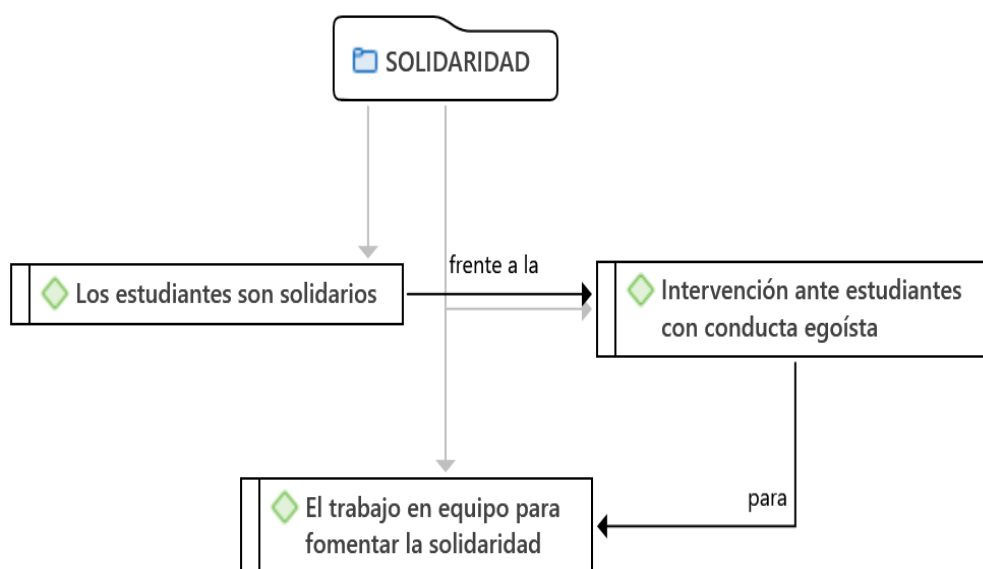 SOLIDARIDAD
frente a la
Los estudiantes son solidarios
Intervención ante estudiantes
con conducta egoísta
para
El trabajo en equipo para
fomentar la solidaridad